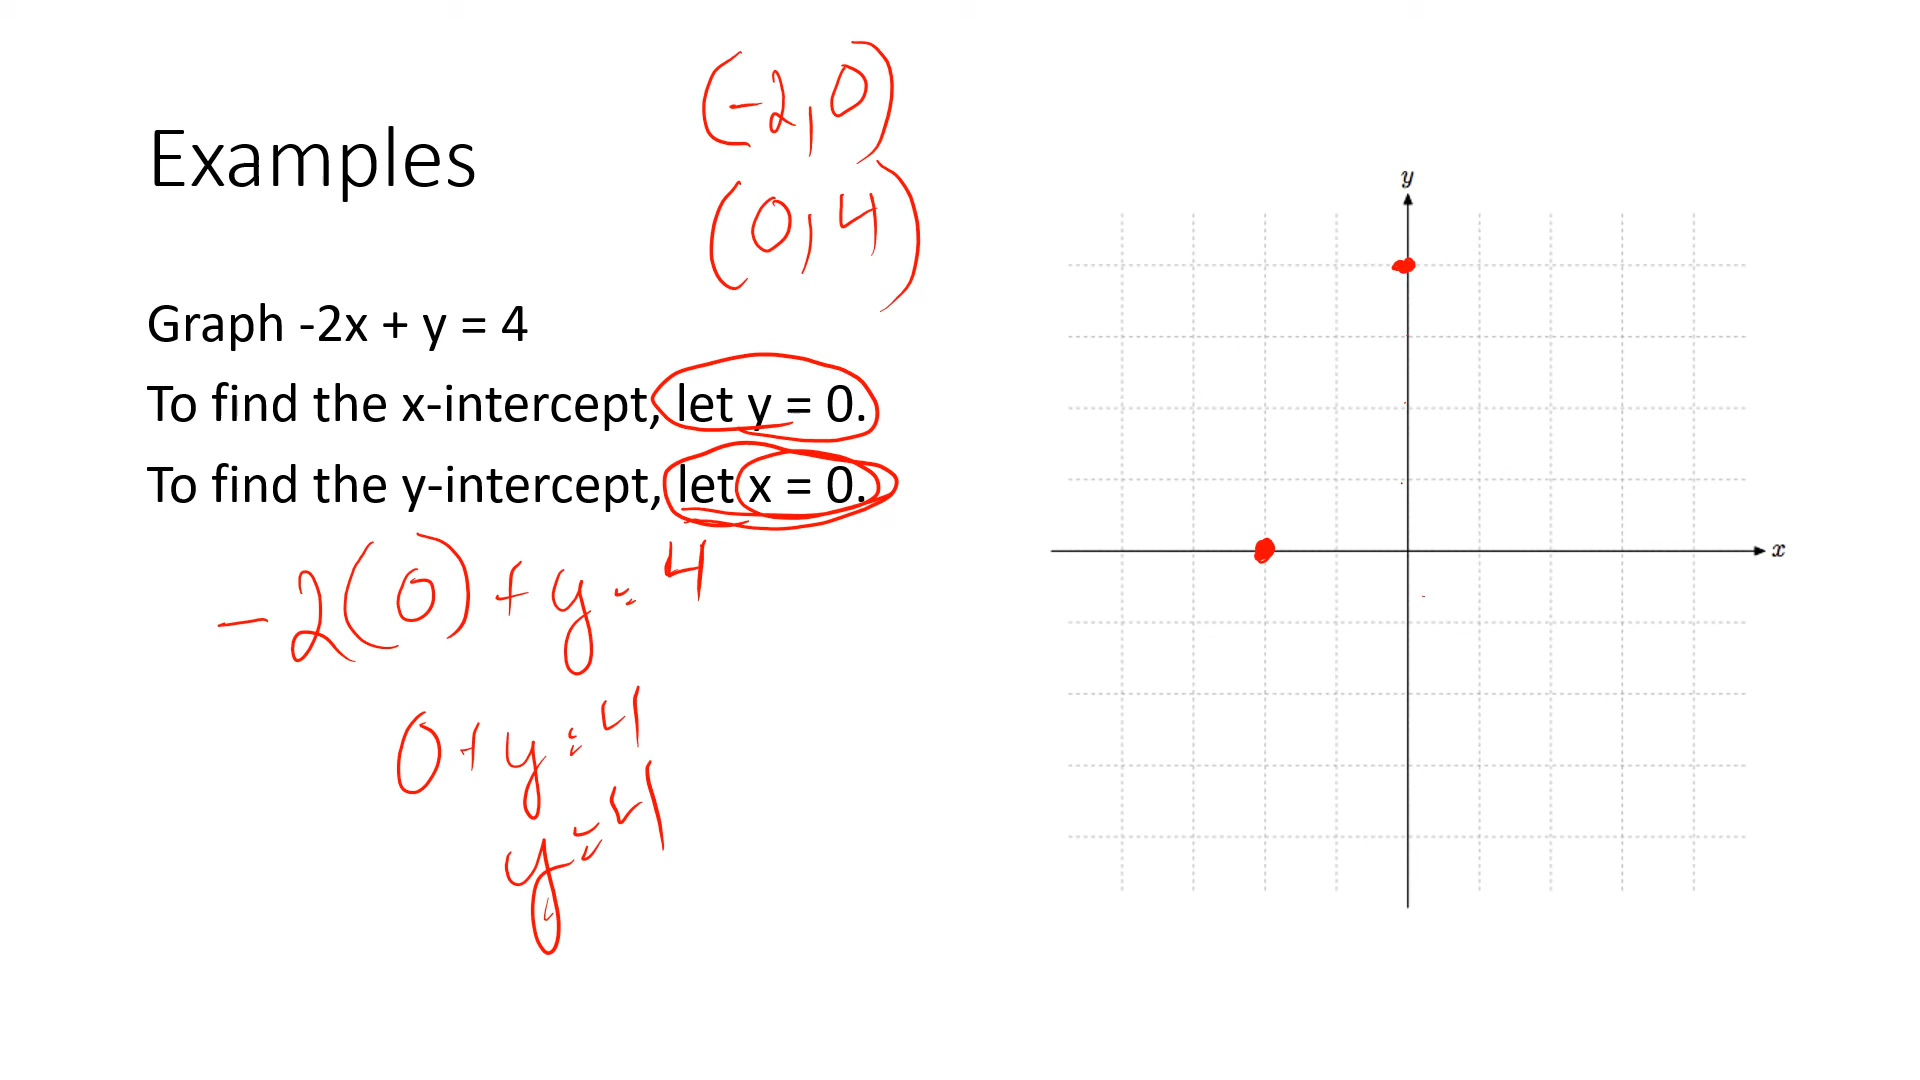 (-2, 0)
Examples
(0, 4)
Graph -2x + y = 4
To find the x-intercept, let y = 0.
To find the y-intercept, let x = 0.
-2(0) + y = 4
0 + y = 4
y = 4
y
x